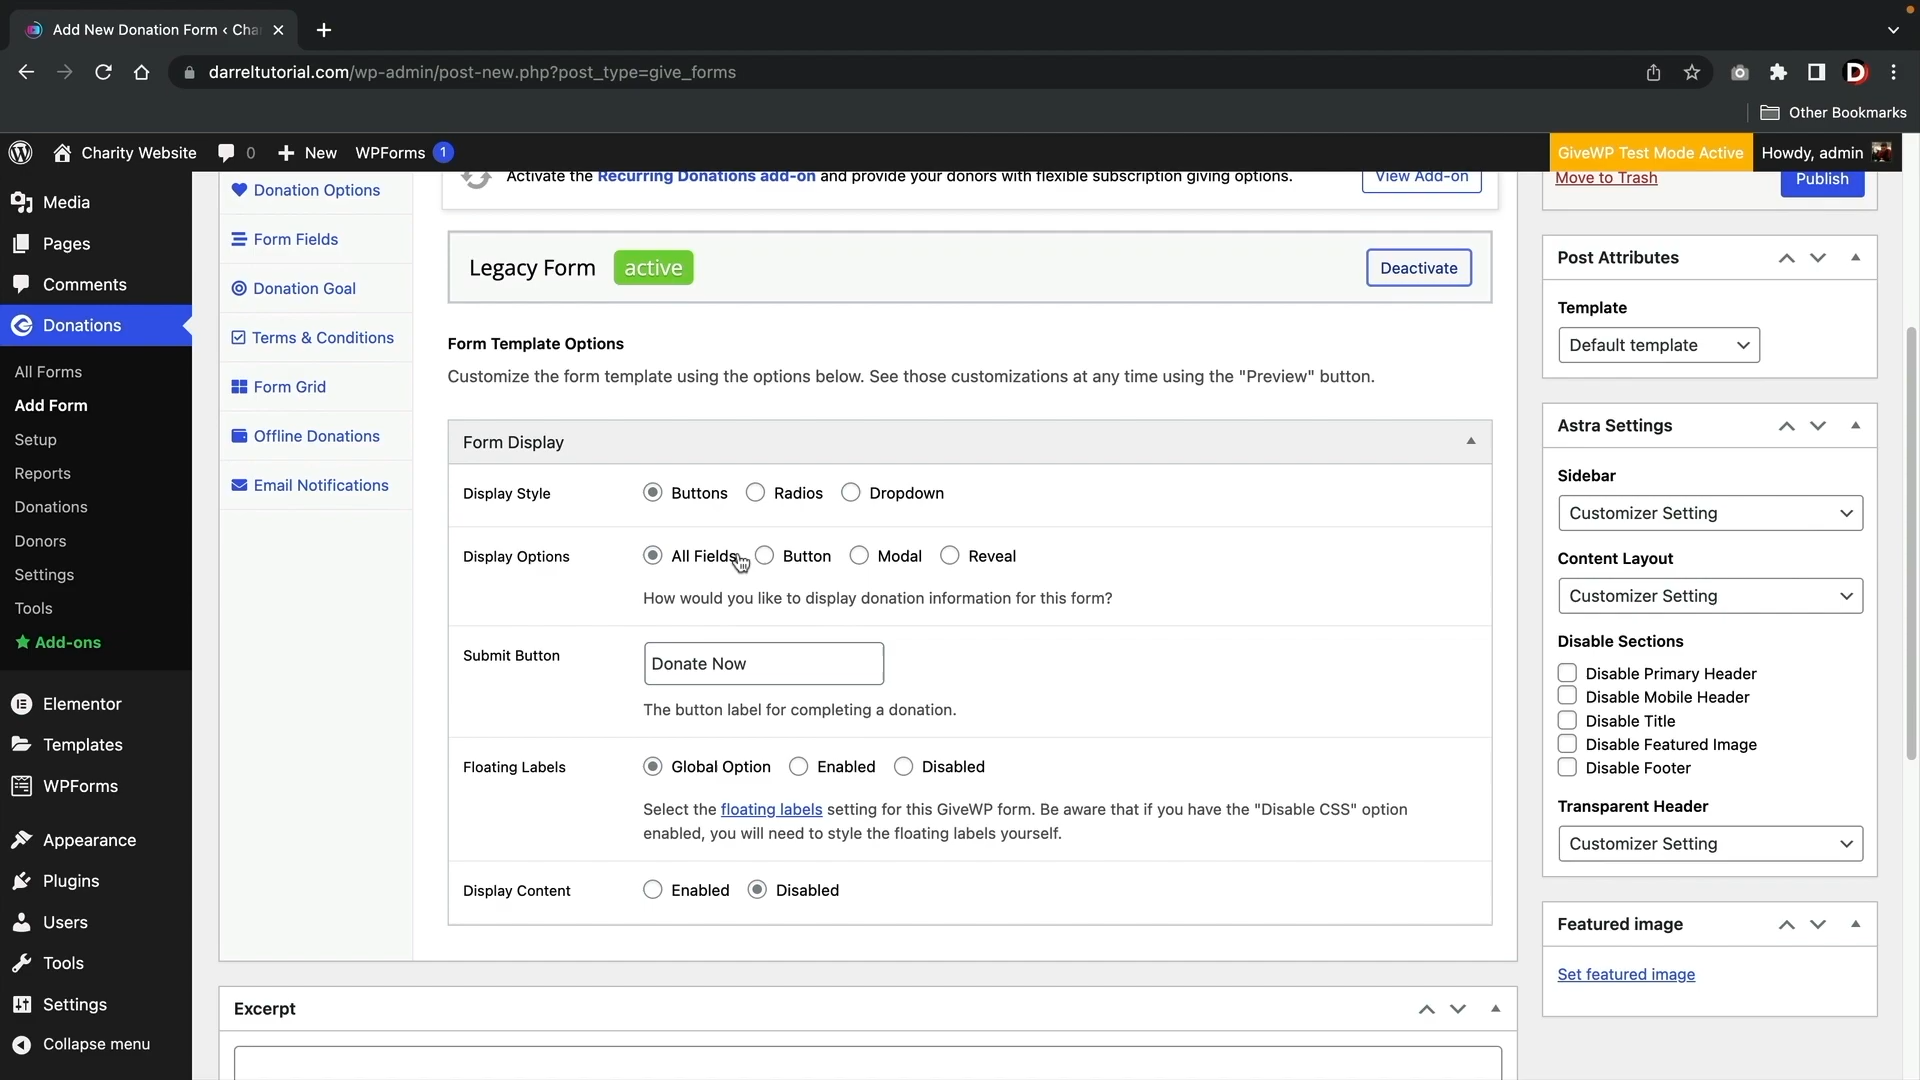 Add New Donation Form ‹ Cha
darreltutorial.com/wp-admin/post-new.php?post_type=give_forms
Other Bookmarks
Charity Website
0
New
WPForms 1
GiveWP Test Mode Active
Howdy, admin
Media
Pages
Comments
Donations
All Forms
Add Form
Setup
Reports
Donations
Donors
Settings
Tools
Add-ons
Elementor
Templates
WPForms
Appearance
Plugins
Users
Tools
Settings
Collapse menu
Donation Options
Form Fields
Donation Goal
Terms & Conditions
Form Grid
Offline Donations
Email Notifications
Activate the Recurring Donations add-on and provide your donors with flexible subscription giving options.
View Add-on
Legacy Form active
Deactivate
Form Template Options
Customize the form template using the options below. See those customizations at any time using the "Preview" button.
Form Display
Display Style Buttons Radios Dropdown
Display Options All Fields Button Modal Reveal
How would you like to display donation information for this form?
Submit Button Donate Now
The button label for completing a donation.
Floating Labels Global Option Enabled Disabled
Select the floating labels setting for this GiveWP form. Be aware that if you have the "Disable CSS" option
enabled, you will need to style the floating labels yourself.
Display Content Enabled Disabled
Excerpt
Move to Trash
Publish
Post Attributes
Template
Default template
Astra Settings
Sidebar
Customizer Setting
Content Layout
Customizer Setting
Disable Sections
Disable Primary Header
Disable Mobile Header
Disable Title
Disable Featured Image
Disable Footer
Transparent Header
Customizer Setting
Featured image
Set featured image